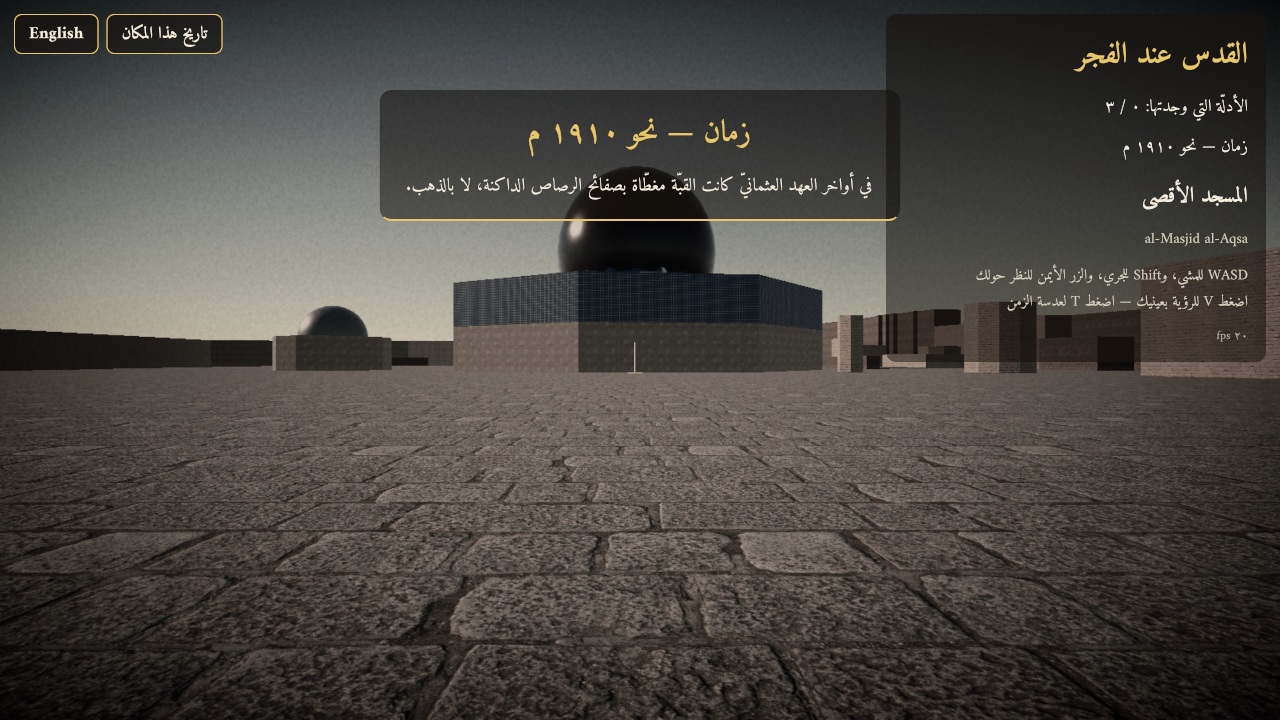 القدس عند الفجر
الأدلّة التي وجدتها: ٠ / ٣
زمان — نحو ١٩١٠ م
المسجد الأقصى
al-Masjid al-Aqsa
WASD للمشي، وShift للجري، والزر الأيمن للنظر حولك
اضغط V للرؤية بعينيك — اضغط T لعدسة الزمن
٢٠ fps
زمان — نحو ١٩١٠ م
في أواخر العهد العثمانيّ كانت القبّة مغطّاة بصفائح الرصاص الداكنة، لا بالذهب.
تاريخ هذا المكان
English